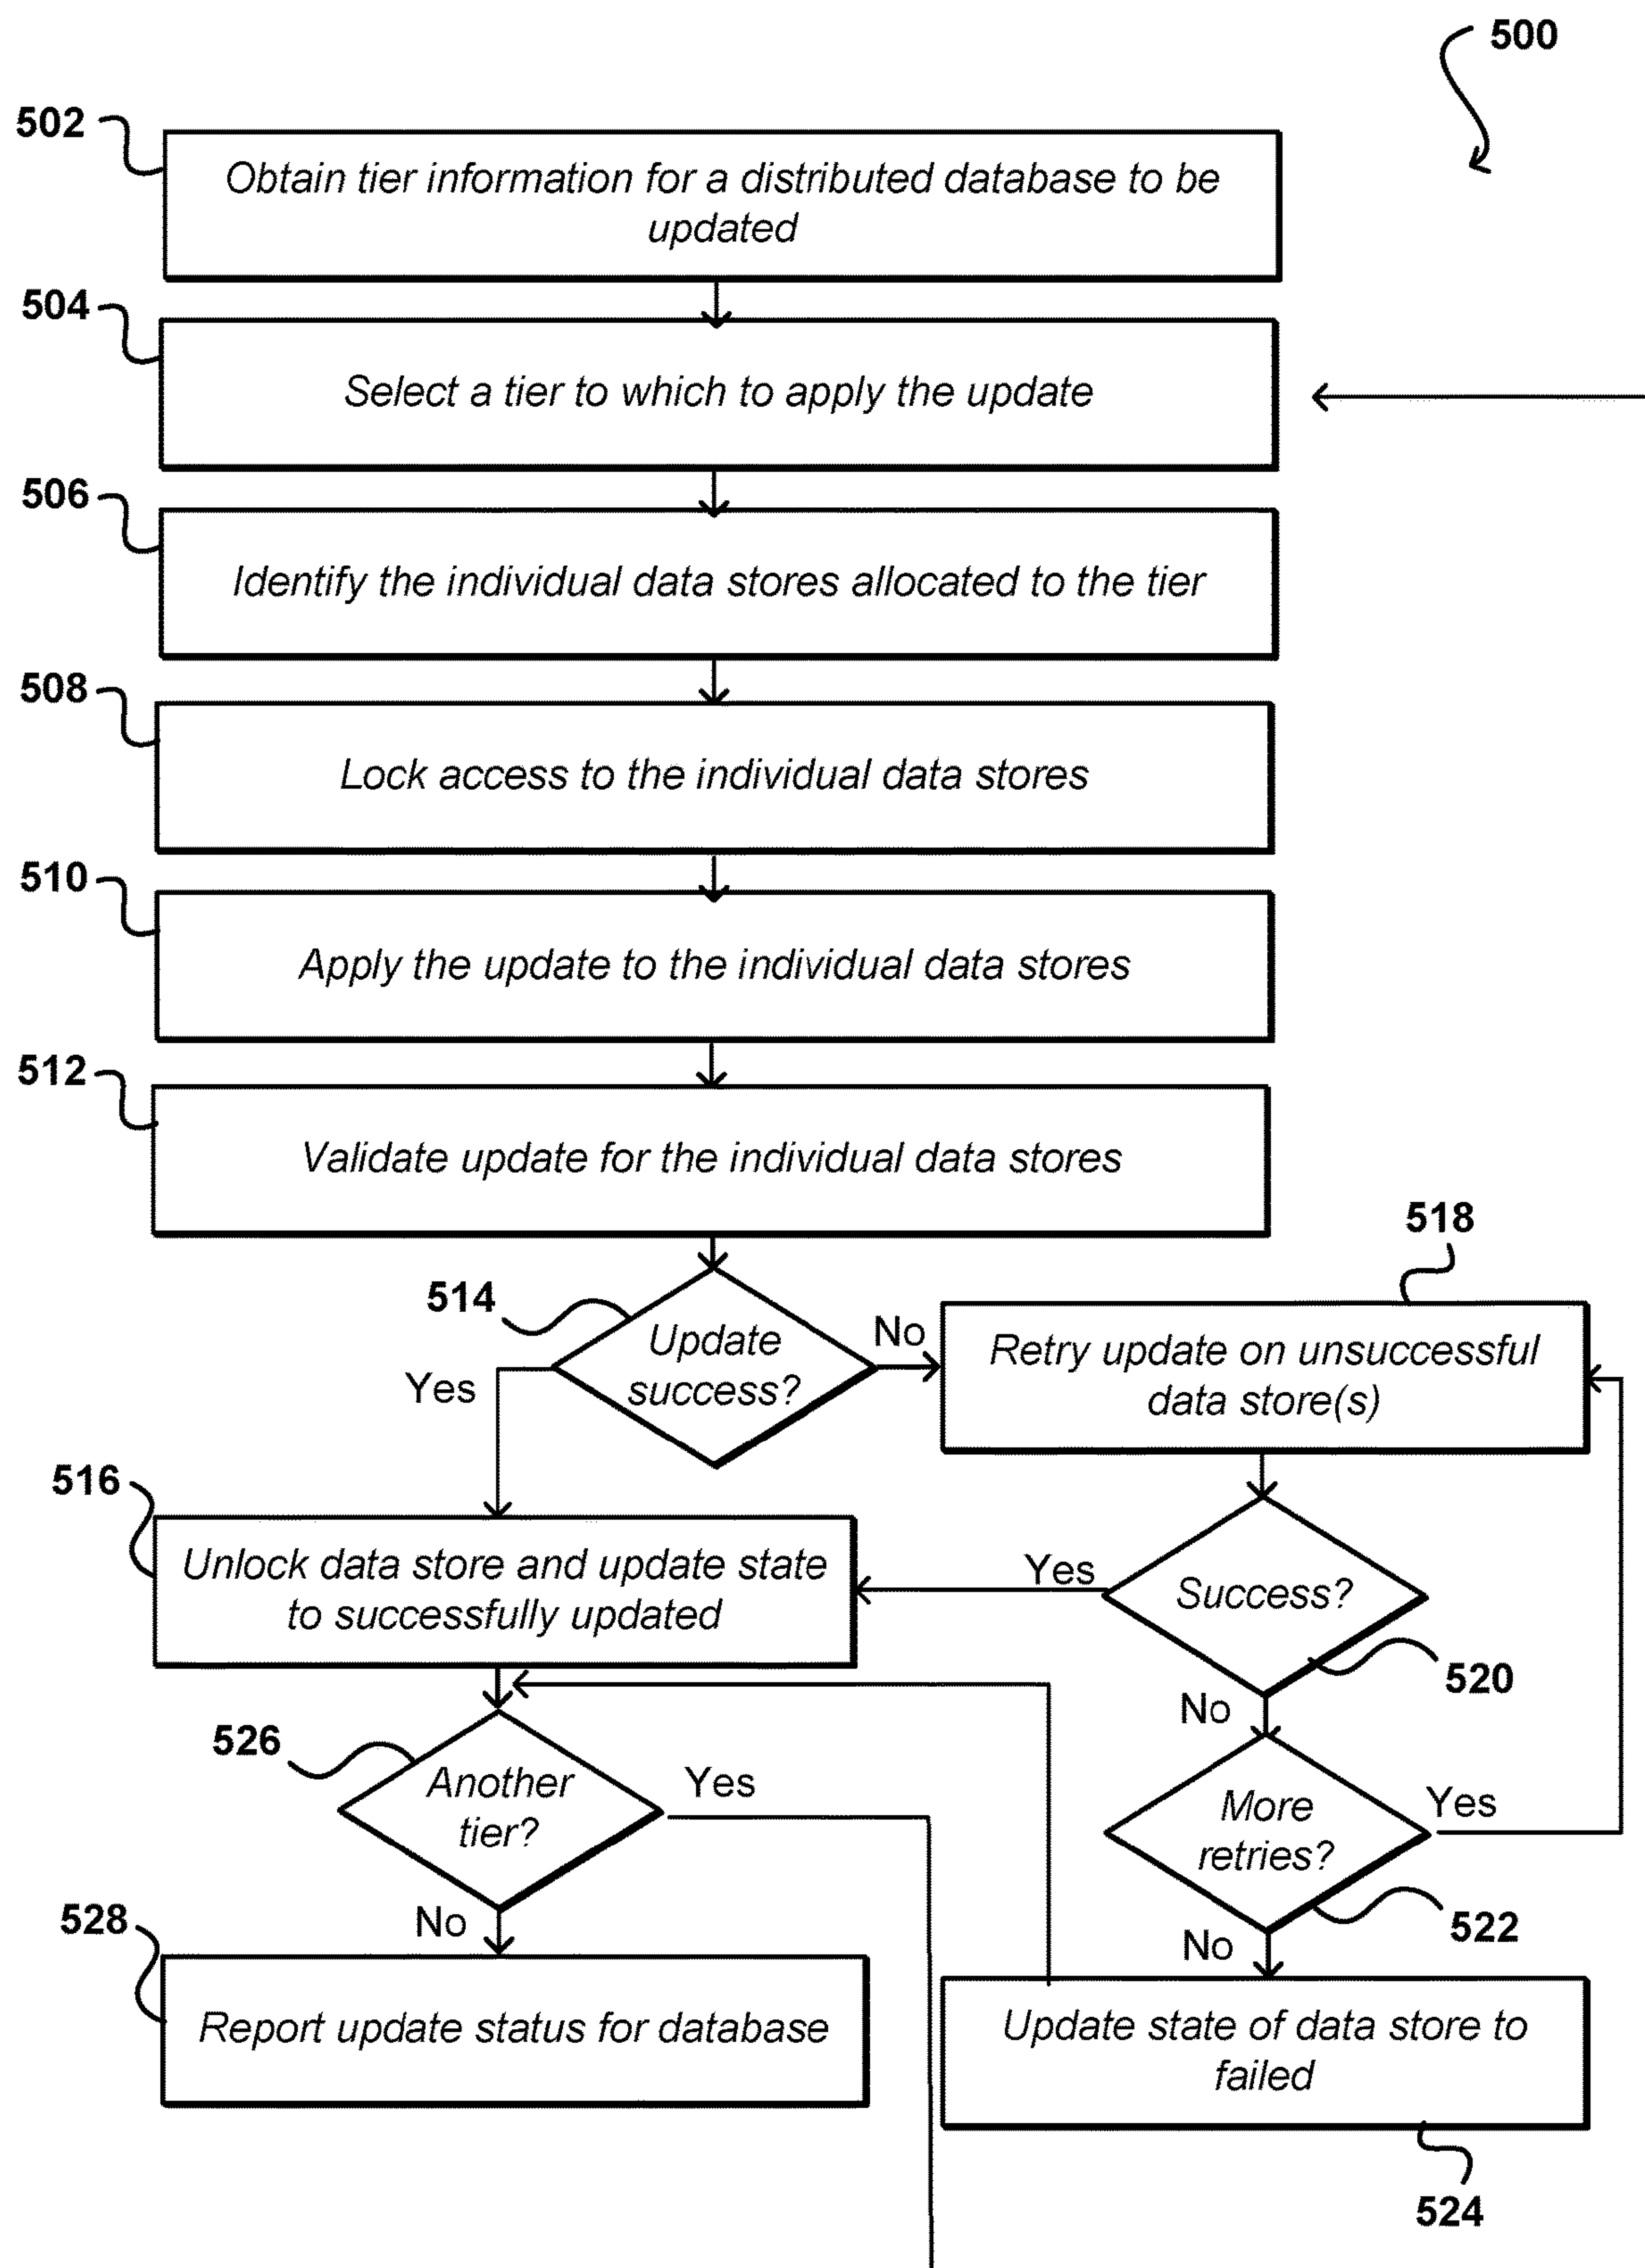 500
502
Obtain tier information for a distributed database to be
updated
504
Select a tier to which to apply the update
506
Identify the individual data stores allocated to the tier
508
Lock access to the individual data stores
510
Apply the update to the individual data stores
512
Validate update for the individual data stores
514
Update
success?
No
Yes
518
Retry update on unsuccessful
data store(s)
516
Unlock data store and update state
to successfully updated
Yes
Success?
520
No
526
Another
tier?
Yes
More
retries?
Yes
522
No
No
528
Report update status for database
Update state of data store to
failed
524